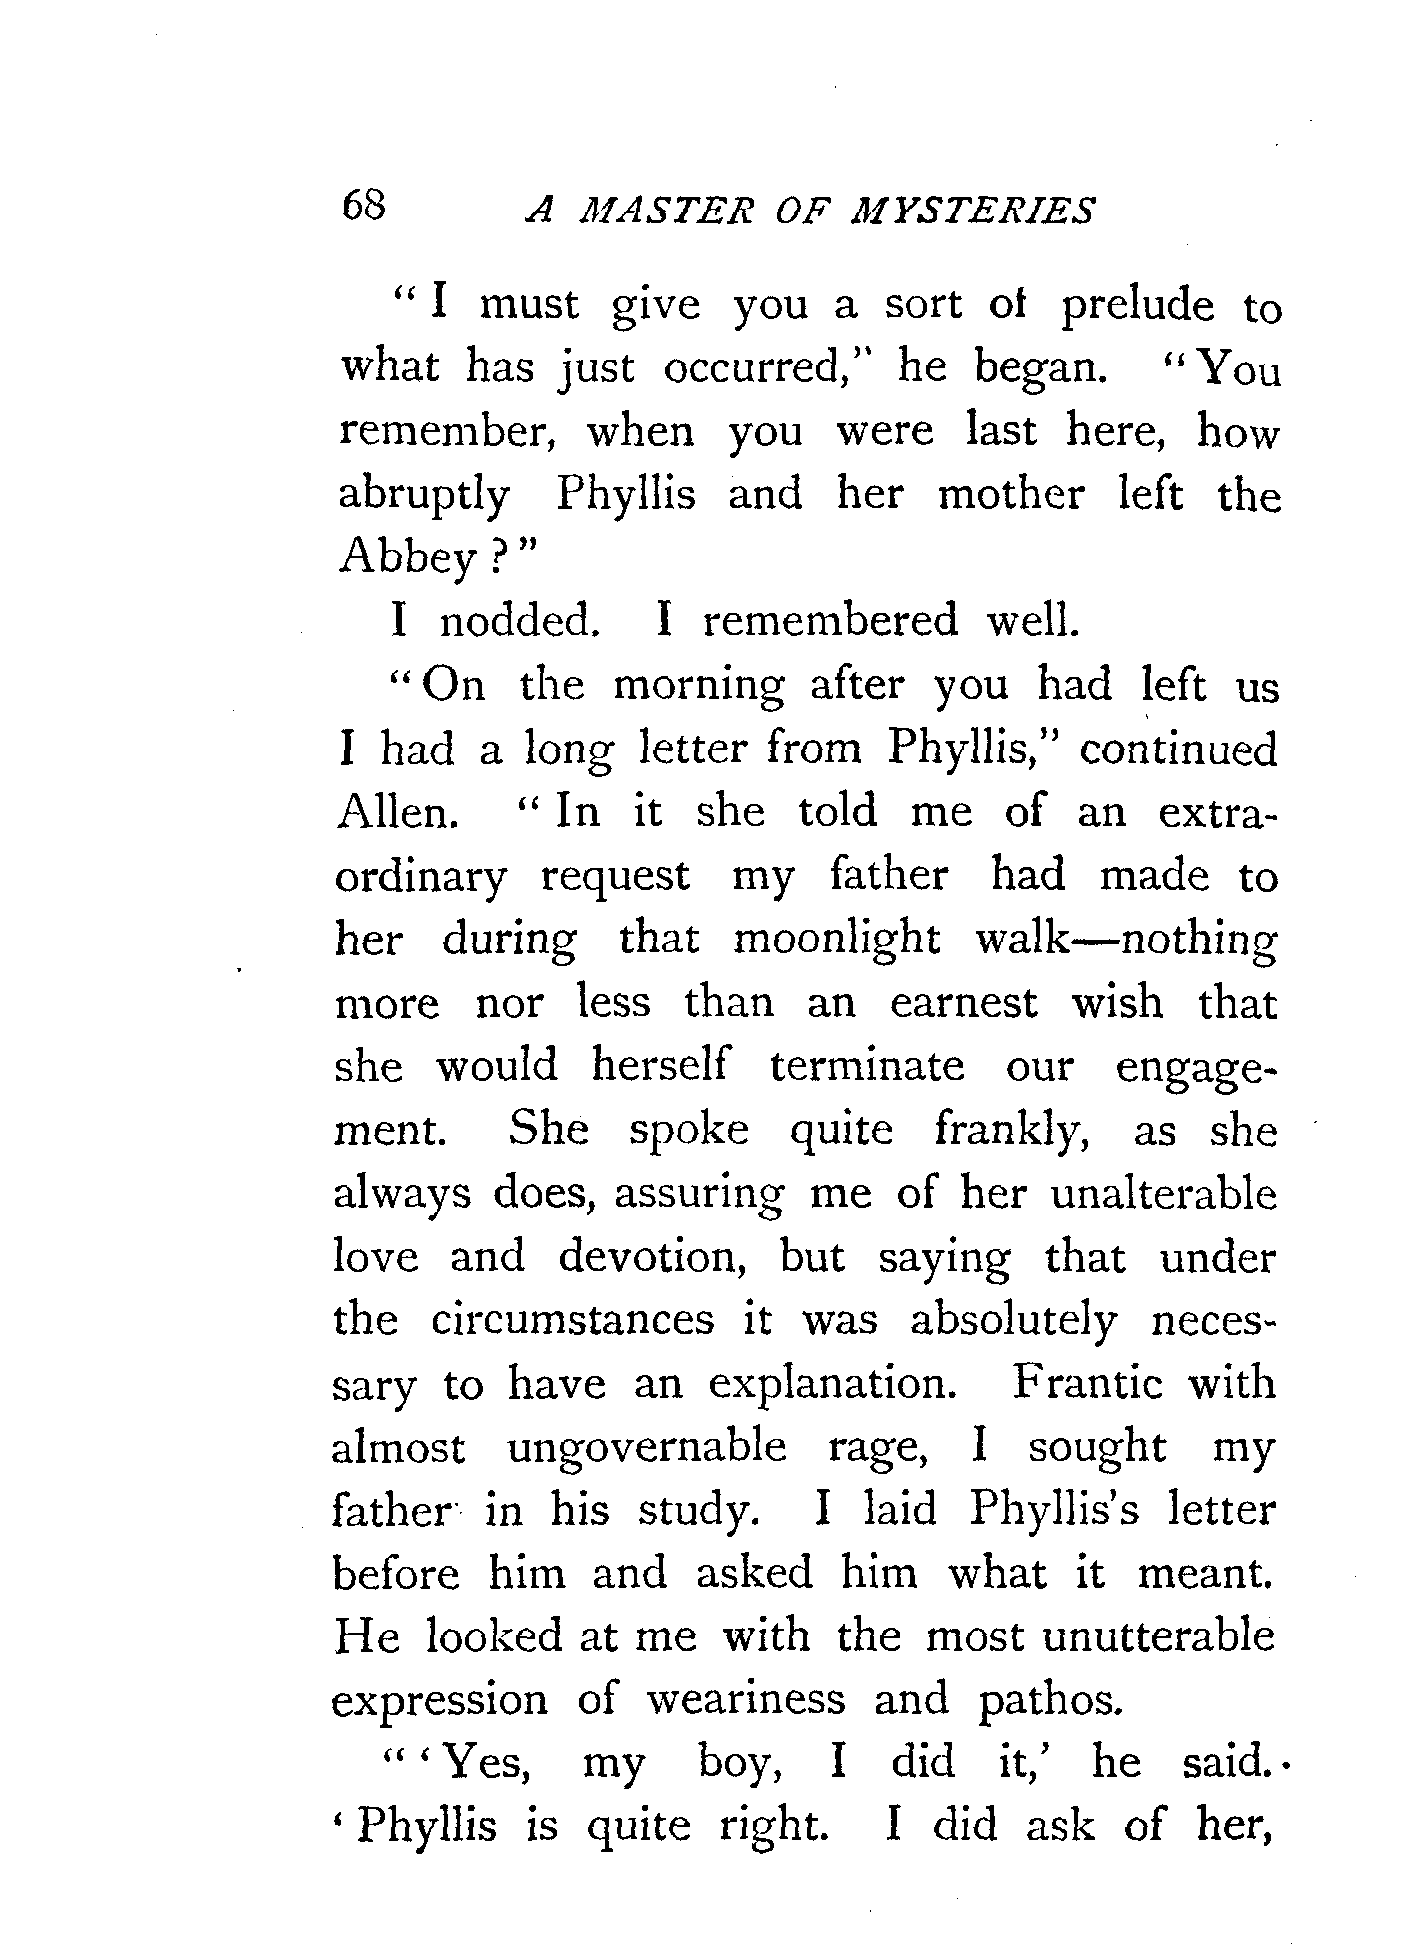 68 A MASTER OF MYSTERIES
“ I must give you a sort of prelude to
what has just occurred,” he began. “ You
remember, when you were last here, how
abruptly Phyllis and her mother left the
Abbey ? ”
I nodded. I remembered well.
“ On the morning after you had left us
I had a long letter from Phyllis,” continued
Allen. “ In it she told me of an extra-
ordinary request my father had made to
her during that moonlight walk—nothing
more nor less than an earnest wish that
she would herself terminate our engage-
ment. She spoke quite frankly, as she
always does, assuring me of her unalterable
love and devotion, but saying that under
the circumstances it was absolutely neces-
sary to have an explanation. Frantic with
almost ungovernable rage, I sought my
father in his study. I laid Phyllis's letter
before him and asked him what it meant.
He looked at me with the most unutterable
expression of weariness and pathos.
“ ‘ Yes, my boy, I did it,’ he said.
‘ Phyllis is quite right. I did ask of her,